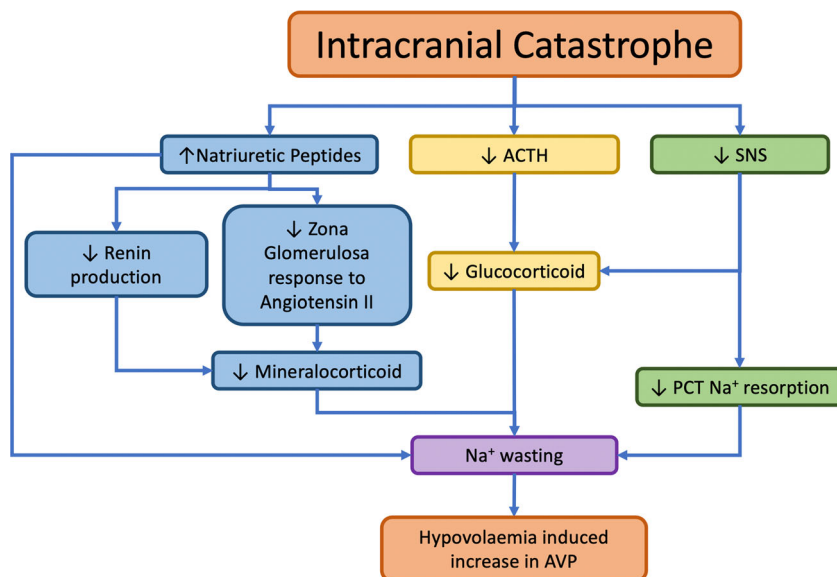 Intracranial Catastrophe
↑Natriuretic Peptides
↓ ACTH
↓ SNS
↓ Renin
production
↓ Zona
Glomerulosa
response to
Angiotensin II
↓ Glucocorticoid
↓ Mineralocorticoid
↓ PCT Na⁺ resorption
Na⁺ wasting
Hypovolaemia induced
increase in AVP